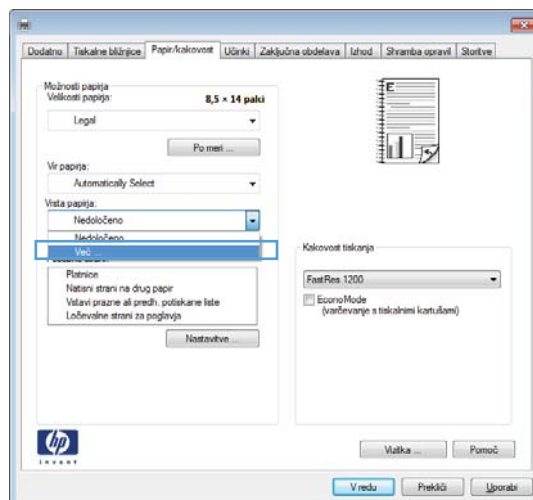 Dodatno Tiskalne bližnjice Papir/kakovost Učinki Zaključna obdelava Izhod Shramba opravil Storitve
Možnosti papirja
Velikosti papirja: 8,5 × 14 palci
Legal
Po meri ...
Vir papirja:
Automatically Select
Vrsta papirja:
Nedoločeno
Nedoločeno
Več ...
Platnice
Natisni strani na drug papir
Vstavi prazne ali predh. potiskane liste
Ločevalne strani za poglavja
Nastavitve ...
E
Kakovost tiskanja
FastRes 1200
EconoMode
(varčevanje s tiskalnimi kartušami)
hp
invent
Vizitka ... Pomoč
V redu Prekliči Uporabi